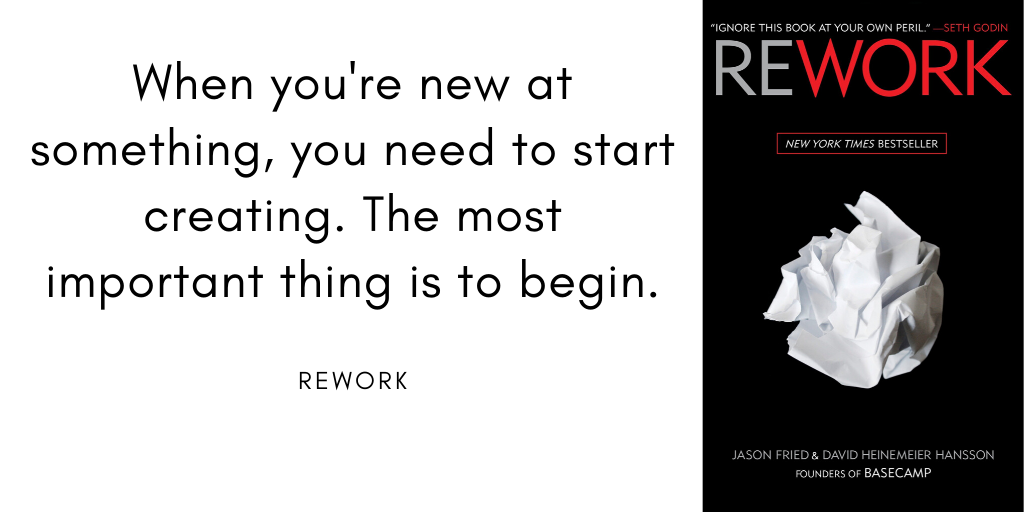 When you're new at
something, you need to start
creating. The most
important thing is to begin.
REWORK
"IGNORE THIS BOOK AT YOUR OWN PERIL." —SETH GODIN
REWORK
NEW YORK TIMES BESTSELLER
JASON FRIED & DAVID HEINEMEIER HANSSON
FOUNDERS OF BASECAMP